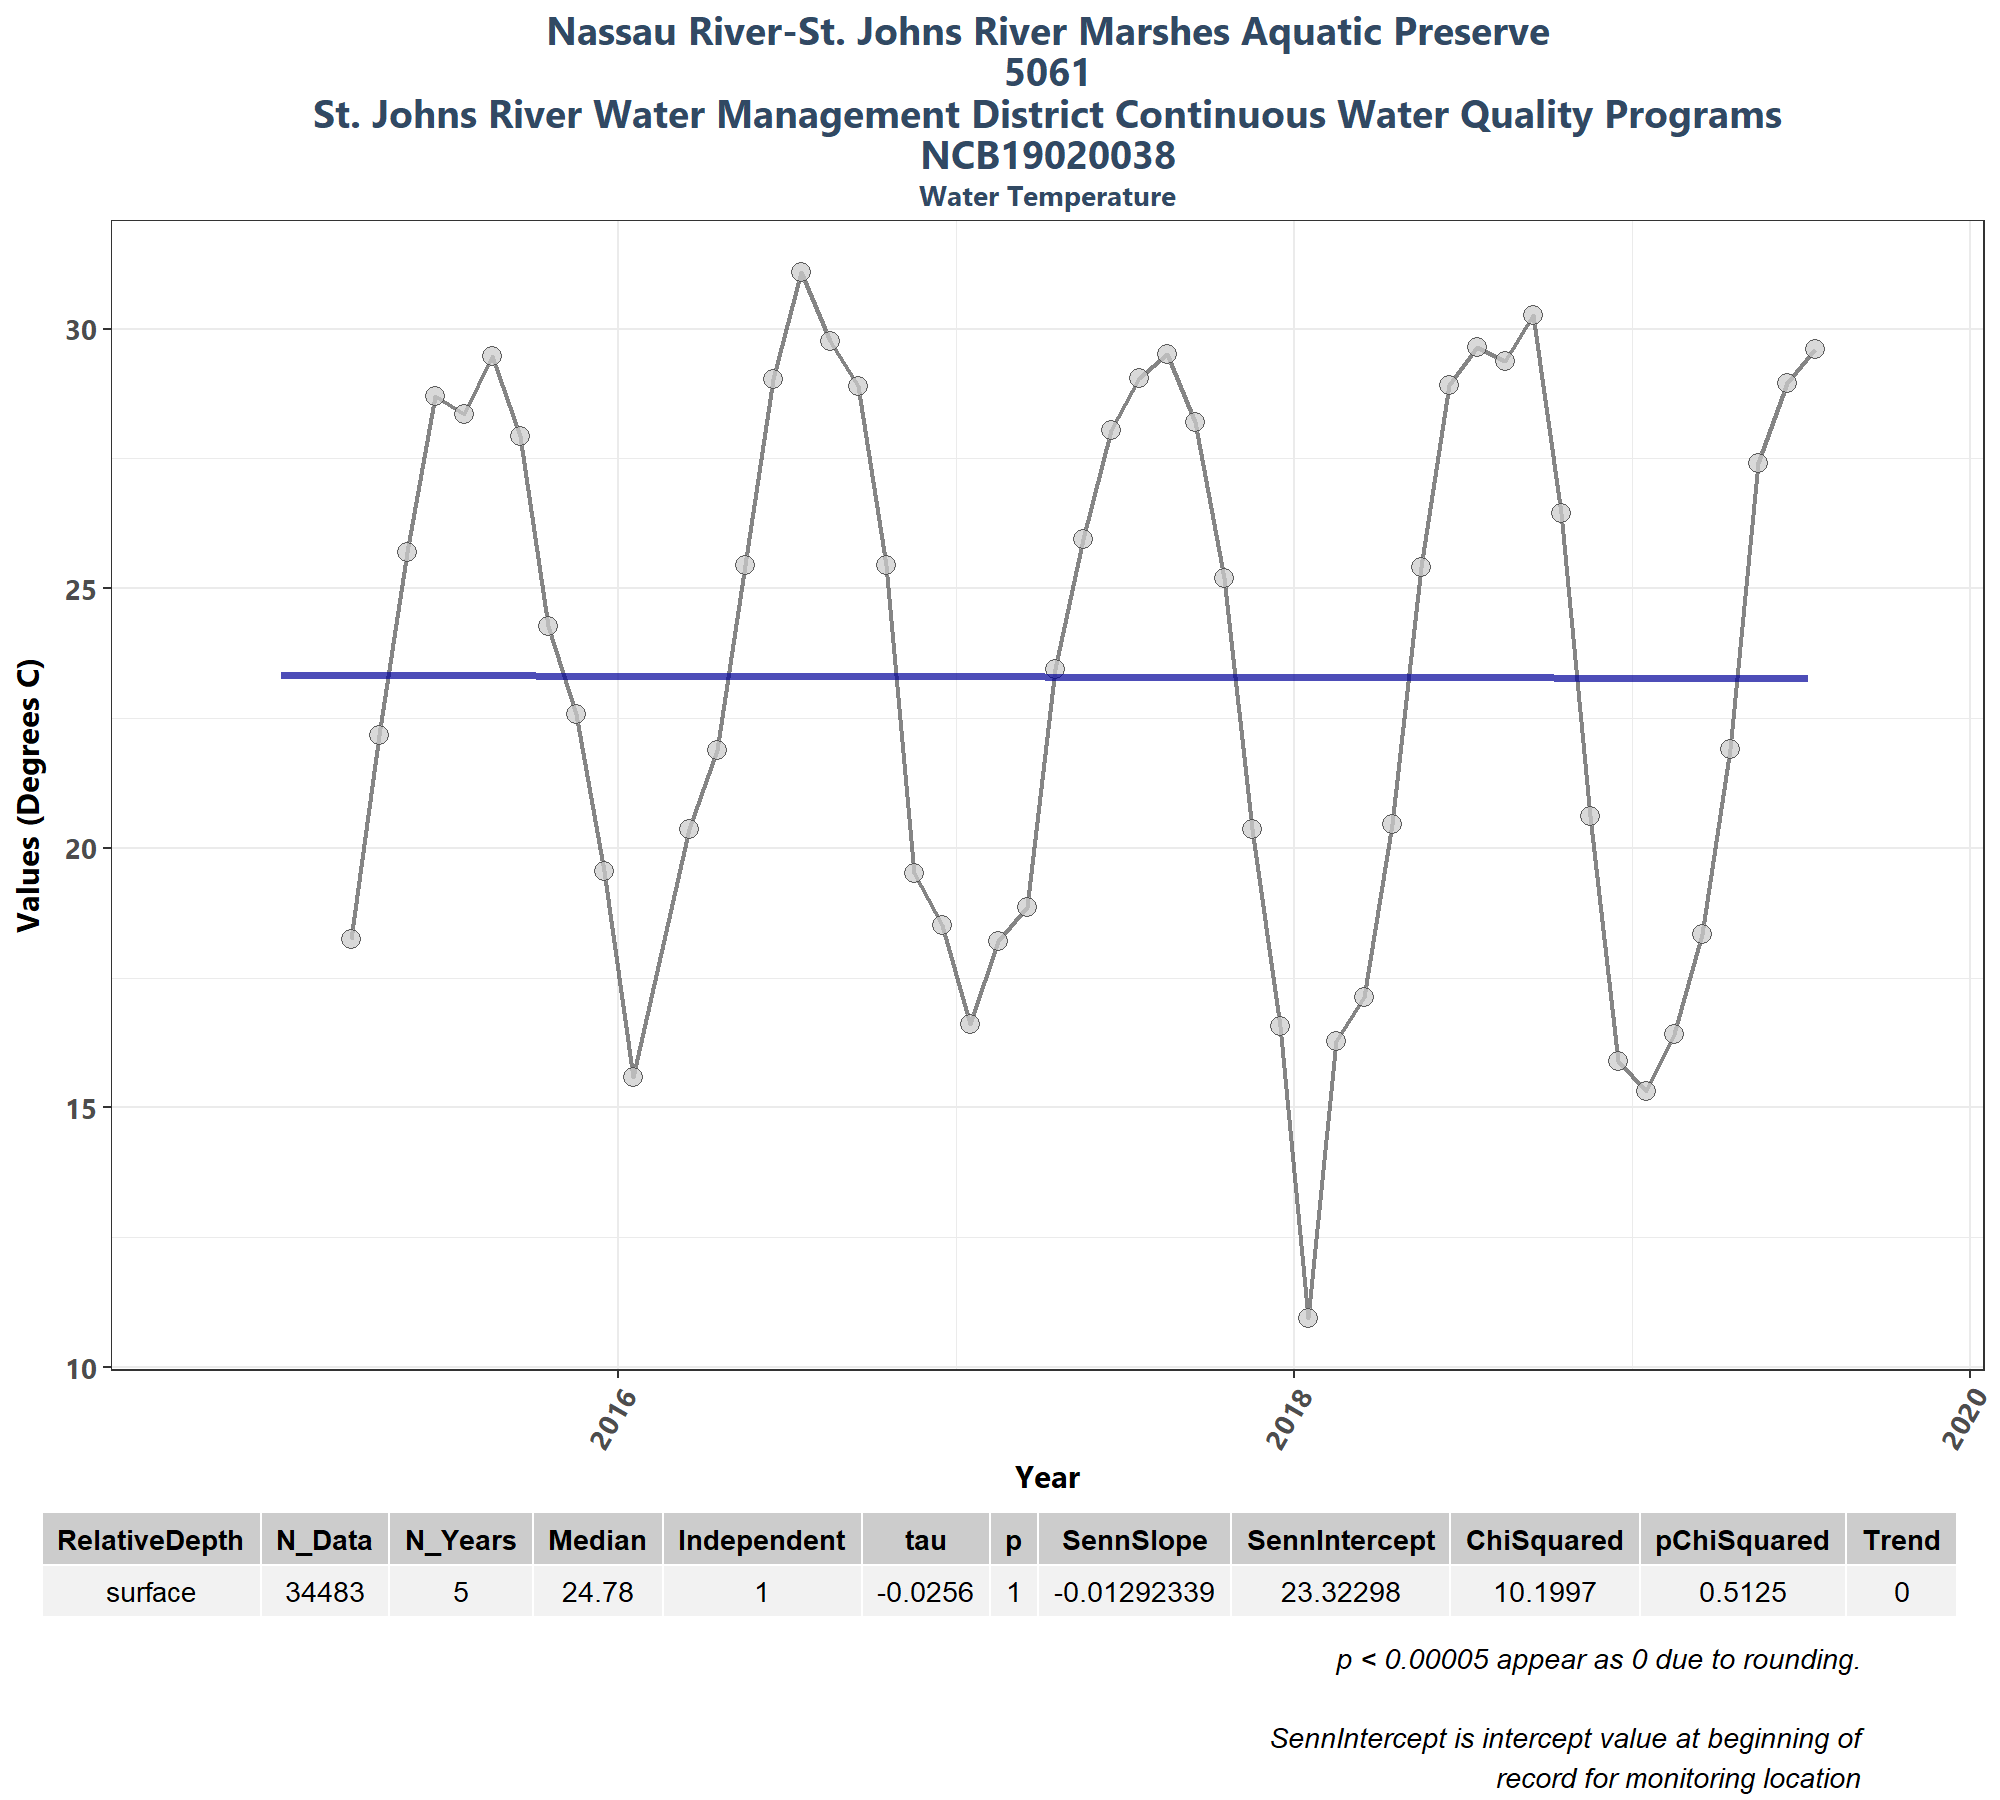 Nassau River-St. Johns River Marshes Aquatic Preserve
5061
St. Johns River Water Management District Continuous Water Quality Programs
NCB19020038
Water Temperature
Values (Degrees C)
30
25
20
15
10
2016
2018
2020
Year
RelativeDepth N_Data N_Years Median Independent tau p SennSlope SennIntercept ChiSquared pChiSquared Trend
surface 34483 5 24.78 1 -0.0256 1 -0.01292339 23.32298 10.1997 0.5125 0
p < 0.00005 appear as 0 due to rounding.
SennIntercept is intercept value at beginning of
record for monitoring location